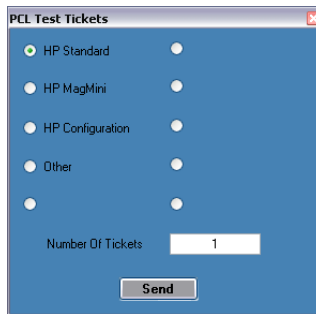 PCL Test Tickets
HP Standard
HP MagMini
HP Configuration
Other
Number Of Tickets 1
Send